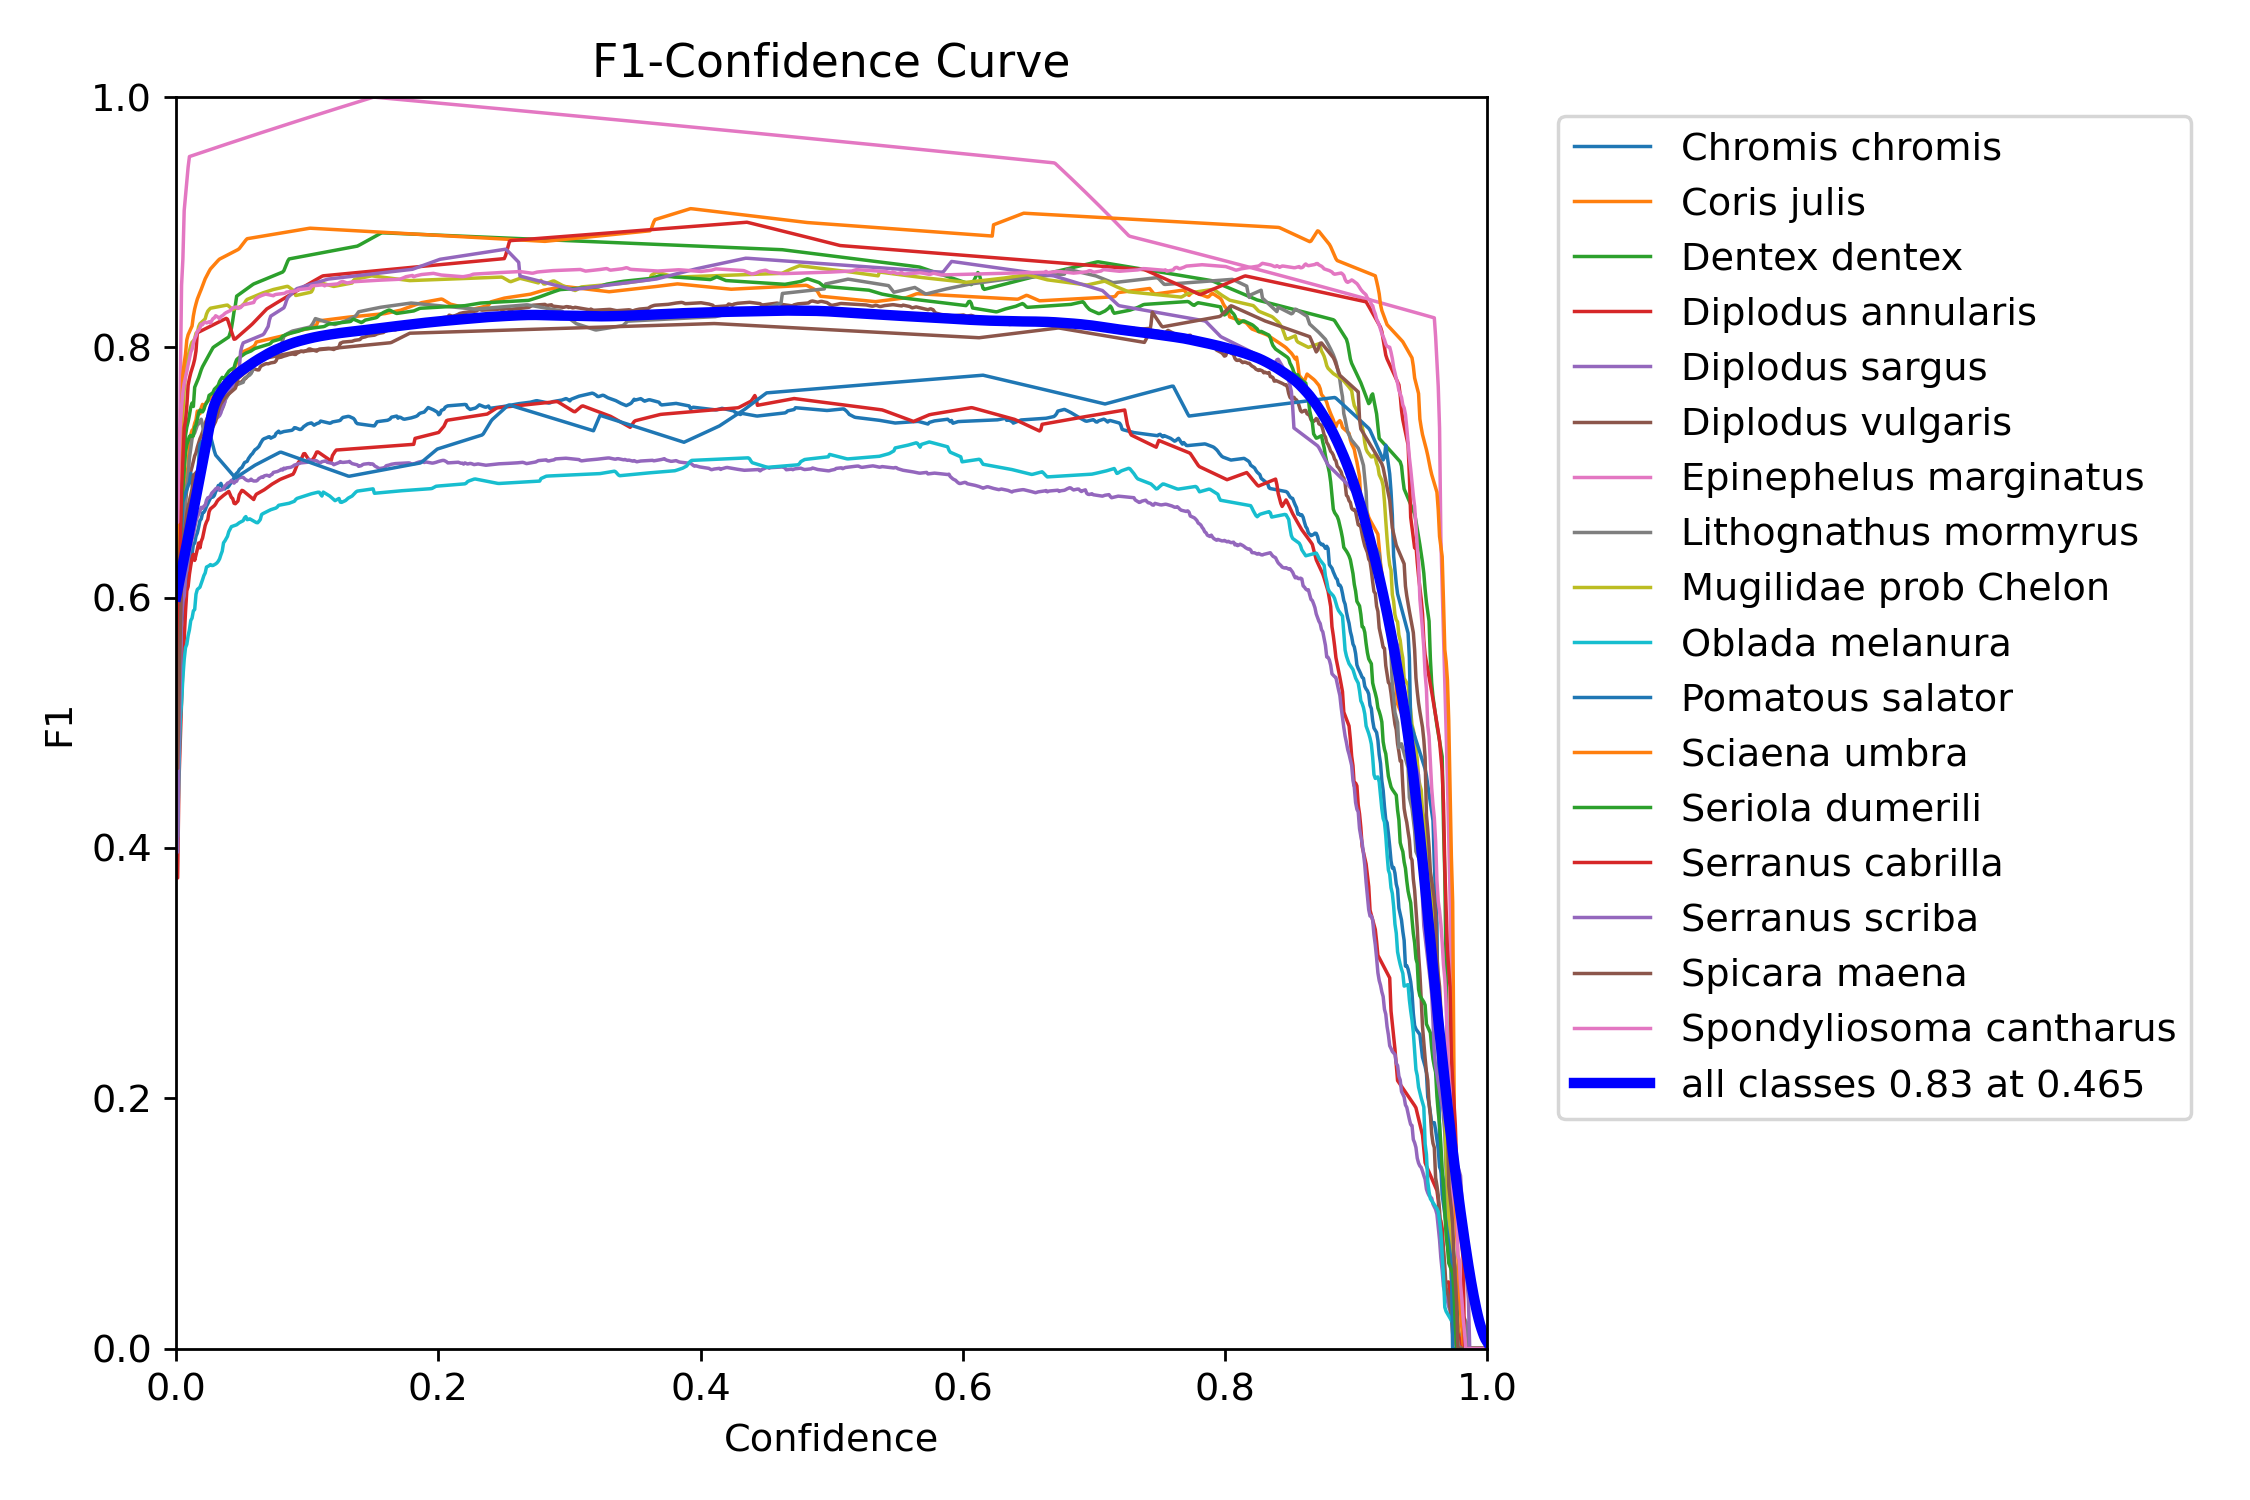 F1-Confidence Curve
1.0
0.8
0.6
0.4
0.2
0.0
F1
0.0 0.2 0.4 0.6 0.8 1.0
Confidence
Chromis chromis
Coris julis
Dentex dentex
Diplodus annularis
Diplodus sargus
Diplodus vulgaris
Epinephelus marginatus
Lithognathus mormyrus
Mugilidae prob Chelon
Oblada melanura
Pomatous salator
Sciaena umbra
Seriola dumerili
Serranus cabrilla
Serranus scriba
Spicara maena
Spondyliosoma cantharus
all classes 0.83 at 0.465